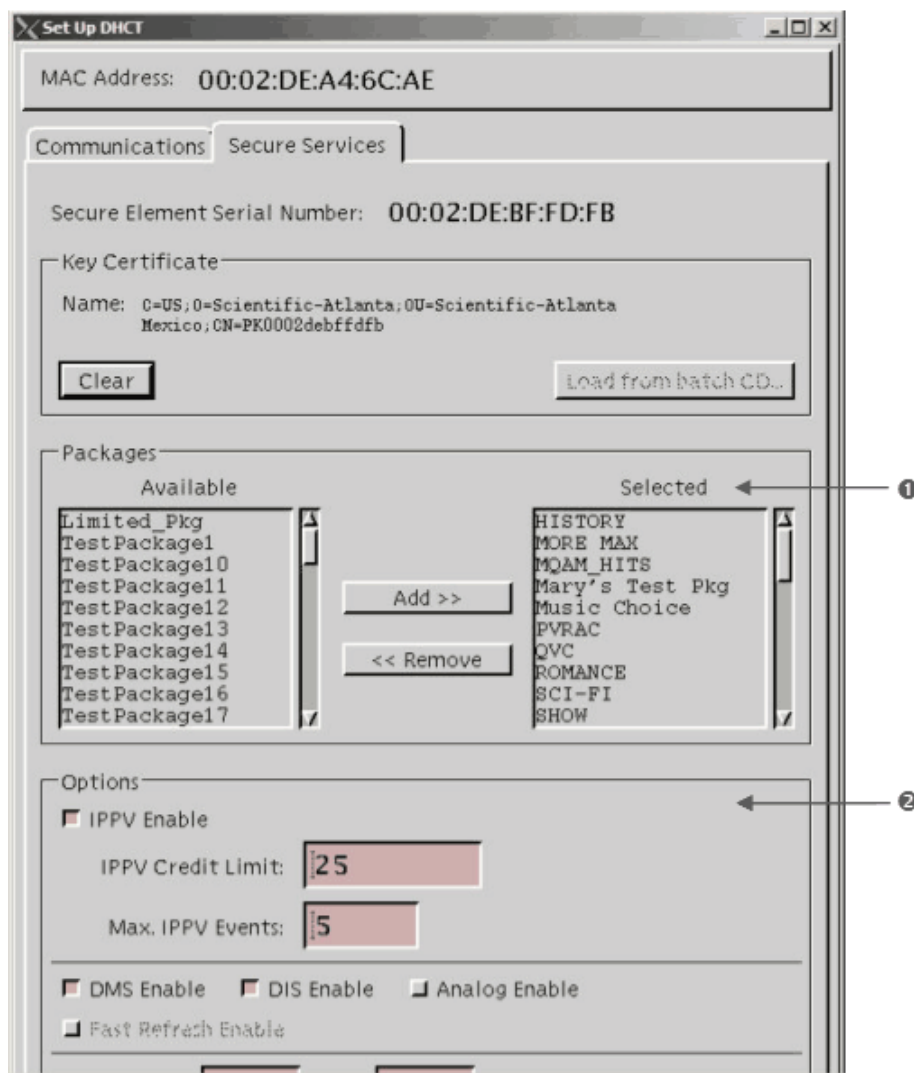 Set Up DHCT
MAC Address: 00:02:DE:A4:6C:AE
Communications Secure Services
Secure Element Serial Number: 00:02:DE:BF:FD:FB
Key Certificate
Name: C=US;O=Scientific-Atlanta;OU=Scientific-Atlanta
Mexico;CN=PK0002debffdfb
Clear Load from batch CD...
Packages
Available Selected ❶
Limited_Pkg HISTORY
TestPackage1 MORE MAX
TestPackage10 MQAM_HITS
TestPackage11 Mary's Test Pkg
TestPackage12 Add >> Music Choice
TestPackage13 PVRAC
TestPackage14 QVC
TestPackage15 << Remove ROMANCE
TestPackage16 SCI-FI
TestPackage17 SHOW
Options ❷
IPPV Enable
IPPV Credit Limit: 25
Max. IPPV Events: 5
DMS Enable DIS Enable Analog Enable
Fast Refresh Enable